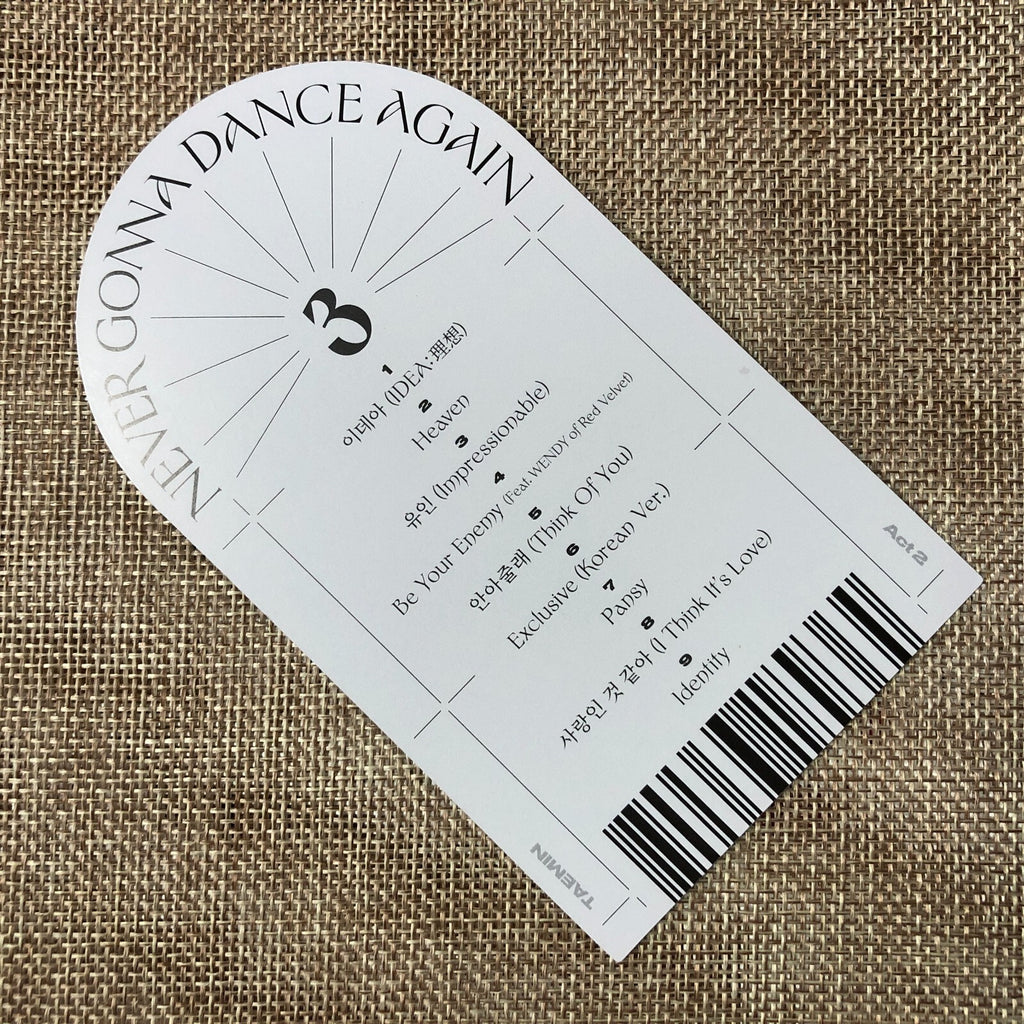 NEVER GONNA DANCE AGAIN
3
1
이데아 (IDEA:理想)
2
Heaven
3
유인 (Impressionable)
4
Be Your Enemy (Feat. WENDY of Red Velvet)
5
안아줄래 (Think Of You)
6
Exclusive (Korean Ver.)
7
Pansy
8
사랑인 것 같아 (I Think It's Love)
9
Identity
TAEMIN
Act 2